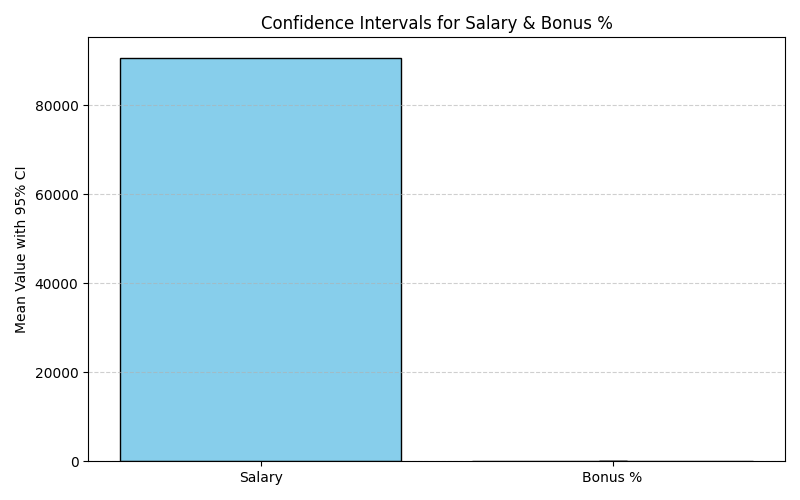 Confidence Intervals for Salary & Bonus %
Mean Value with 95% CI
80000
60000
40000
20000
0
Salary
Bonus %